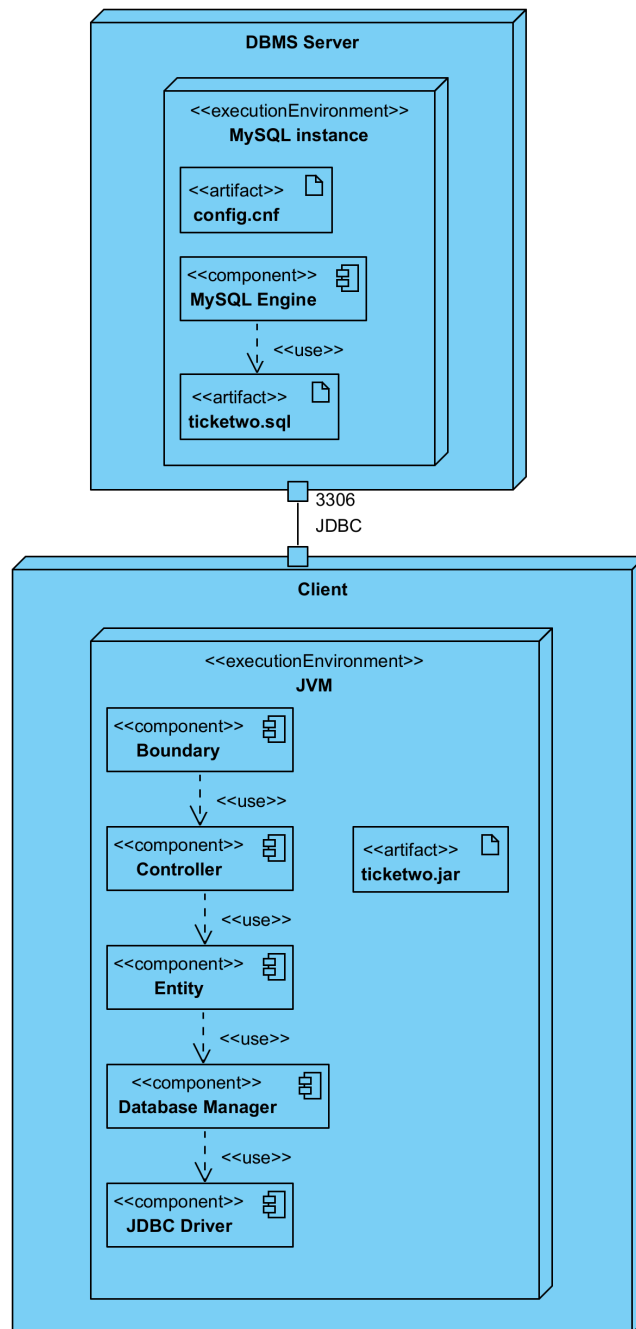 DBMS Server
<<executionEnvironment>>
MySQL instance
<<artifact>>
config.cnf
<<component>>
MySQL Engine
<<use>>
<<artifact>>
ticketwo.sql
3306
JDBC
Client
<<executionEnvironment>>
JVM
<<component>>
Boundary
<<use>>
<<component>>
Controller
<<artifact>>
ticketwo.jar
<<use>>
<<component>>
Entity
<<use>>
<<component>>
Database Manager
<<use>>
<<component>>
JDBC Driver